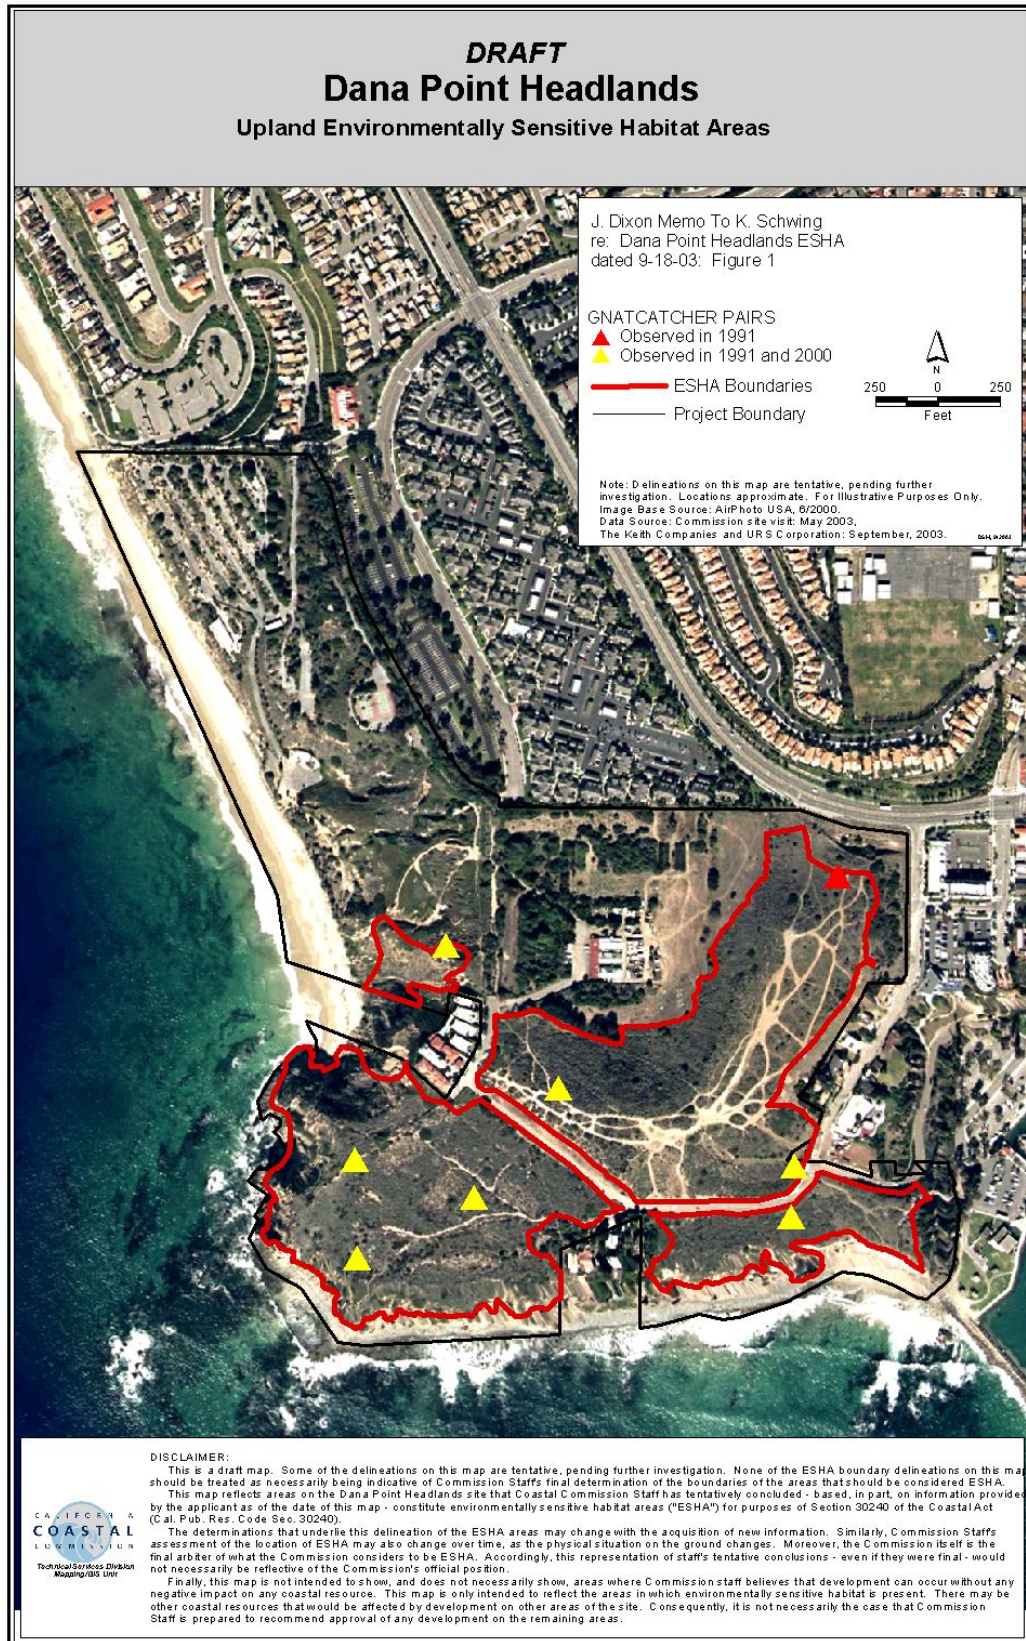 DRAFT
Dana Point Headlands
Upland Environmentally Sensitive Habitat Areas
J. Dixon Memo To K. Schwing
re: Dana Point Headlands ESHA
dated 9-18-03: Figure 1
GNATCATCHER PAIRS
Observed in 1991
Observed in 1991 and 2000
ESHA Boundaries
Project Boundary
N
250 0 250
Feet
Note: Delineations on this map are tentative, pending further
investigation. Locations approximate. For Illustrative Purposes Only.
Image Base Source: AirPhoto USA, 6/2000.
Data Source: Commission site visit: May 2003,
The Keith Companies and URS Corporation: September, 2003.
DISCLAIMER:
This is a draft map. Some of the delineations on this map are tentative, pending further investigation. None of the ESHA boundary delineations on this map
should be treated as necessarily being indicative of Commission Staff's final determination of the boundaries of the areas that should be considered ESHA.
This map reflects areas on the Dana Point Headlands site that Coastal Commission Staff has tentatively concluded - based, in part, on information provided
by the applicant as of the date of this map - constitute environmentally sensitive habitat areas ("ESHA") for purposes of Section 30240 of the Coastal Act
(Cal. Pub. Res. Code Sec. 30240).
The determinations that underlie this delineation of the ESHA areas may change with the acquisition of new information. Similarly, Commission Staff's
assessment of the location of ESHA may also change over time, as the physical situation on the ground changes. Moreover, the Commission itself is the
final arbiter of what the Commission considers to be ESHA. Accordingly, this representation of staff's tentative conclusions - even if they were final - would
not necessarily be reflective of the Commission's official position.
Finally, this map is not intended to show, and does not necessarily show, areas where Commission staff believes that development can occur without any
negative impact on any coastal resource. This map is only intended to reflect the areas in which environmentally sensitive habitat is present. There may be
other coastal resources that would be affected by development on other areas of the site. Consequently, it is not necessarily the case that Commission
Staff is prepared to recommend approval of any development on the remaining areas.
CALIFORNIA
COASTAL
COMMISSION
Technical Services Division
Mapping/GIS Unit